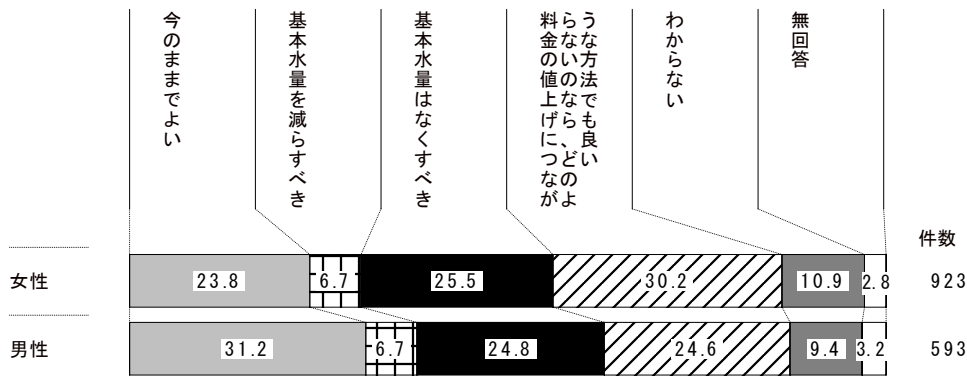 今のままでよい
基本水量を減らすべき
基本水量はなくすべき
料金の値上げにつなが
らないのなら、どのよ
うな方法でも良い
わからない
無回答
件数
女性 23.8 6.7 25.5 30.2 10.9 2.8 923
男性 31.2 6.7 24.8 24.6 9.4 3.2 593